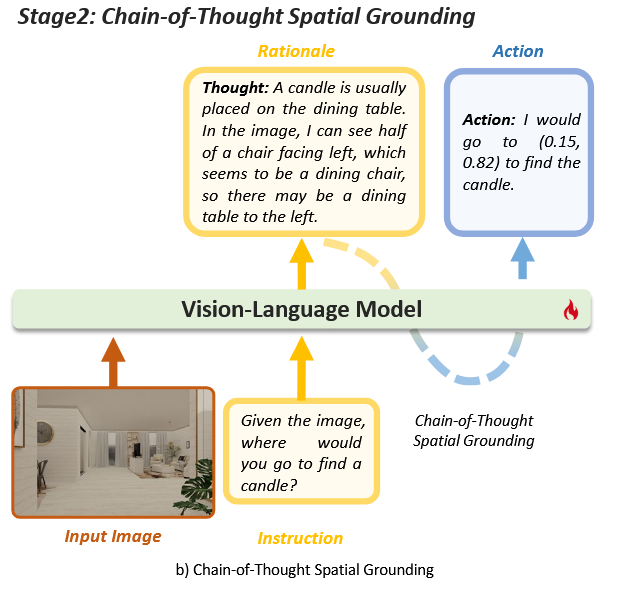 Stage2: Chain-of-Thought Spatial Grounding
Rationale
Action
Thought: A candle is usually
placed on the dining table.
In the image, I can see half
of a chair facing left, which
seems to be a dining chair,
so there may be a dining
table to the left.
Action: I would
go to (0.15,
0.82) to find the
candle.
Vision-Language Model
Given the image,
where would
you go to find a
candle?
Chain-of-Thought
Spatial Grounding
Input Image
Instruction
b) Chain-of-Thought Spatial Grounding